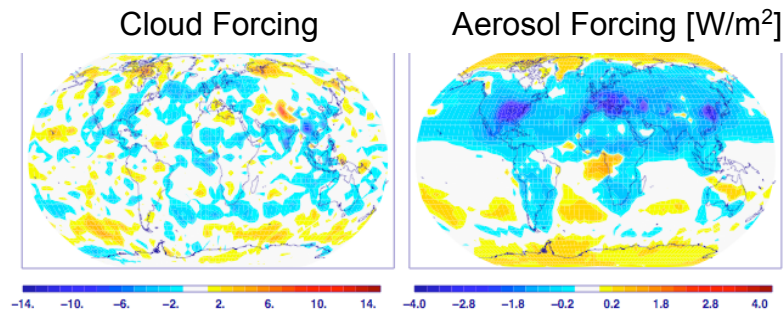 Cloud Forcing
Aerosol Forcing [W/m²]
−14. −10. −6. −2. 2. 6. 10. 14.
−4.0 −2.8 −1.8 −0.2 0.2 1.8 2.8 4.0